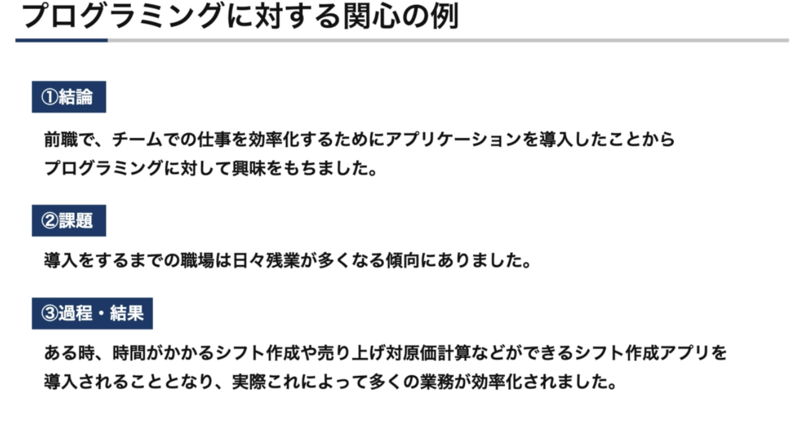 プログラミングに対する関心の例
①結論
前職で、チームでの仕事を効率化するためにアプリケーションを導入したことから
プログラミングに対して興味をもちました。
②課題
導入をするまでの職場は日々残業が多くなる傾向にありました。
③過程・結果
ある時、時間がかかるシフト作成や売り上げ対原価計算などができるシフト作成アプリを
導入されることとなり、実際これによって多くの業務が効率化されました。